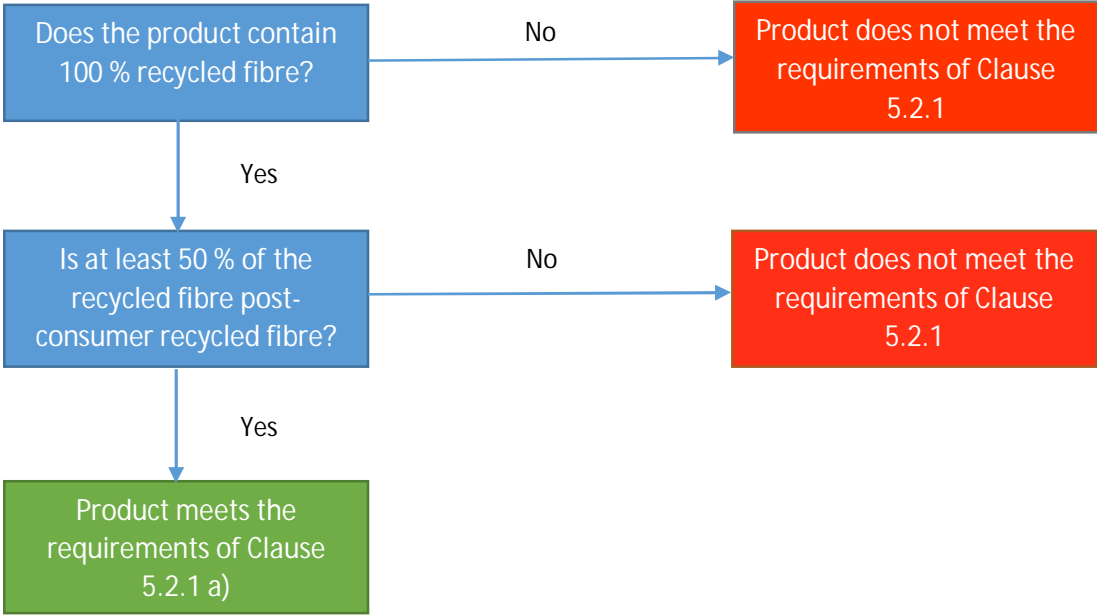 Does the product contain
100 % recycled fibre?
No
Product does not meet the
requirements of Clause
5.2.1
Yes
Is at least 50 % of the
recycled fibre post-
consumer recycled fibre?
No
Product does not meet the
requirements of Clause
5.2.1
Yes
Product meets the
requirements of Clause
5.2.1 a)